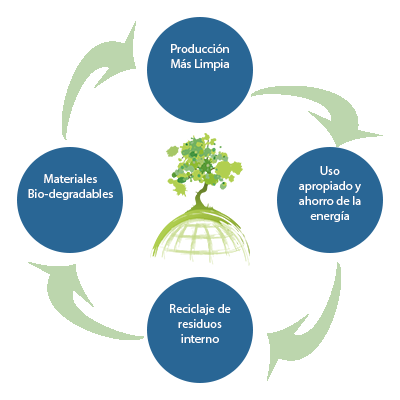 Producción
Más Limpia
Uso
apropiado y
ahorro de la
energía
Reciclaje de
residuos
interno
Materiales
Bio-degradables